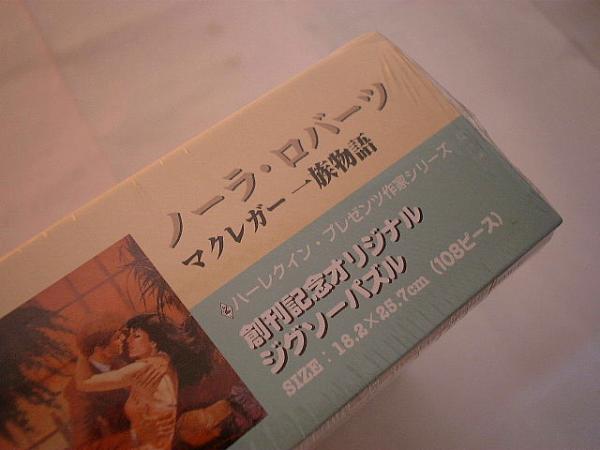 ノーラ・ロバーツ
マクレガー一族物語
ハーレクイン・プレゼンツ作家シリーズ
創刊記念オリジナル
ジグソーパズル
SIZE：18.2×25.7cm（108ピース）